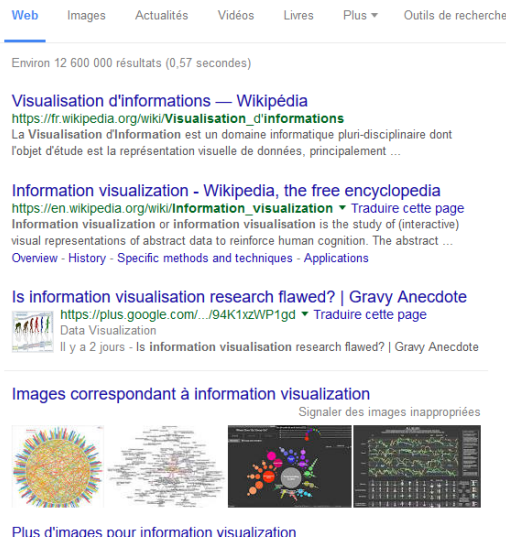 Web Images Actualités Vidéos Livres Plus ▼ Outils de recherche
Environ 12 600 000 résultats (0,57 secondes)
Visualisation d'informations — Wikipédia
https://fr.wikipedia.org/wiki/Visualisation_d'informations
La Visualisation d'Information est un domaine informatique pluri-disciplinaire dont
l'objet d'étude est la représentation visuelle de données, principalement ...
Information visualization - Wikipedia, the free encyclopedia
https://en.wikipedia.org/wiki/Information_visualization ▼ Traduire cette page
Information visualization or information visualisation is the study of (interactive)
visual representations of abstract data to reinforce human cognition. The abstract ...
Overview - History - Specific methods and techniques - Applications
Is information visualisation research flawed? | Gravy Anecdote
https://plus.google.com/.../94K1xzWP1gd ▼ Traduire cette page
Data Visualization
Il y a 2 jours - Is information visualisation research flawed? | Gravy Anecdote
Images correspondant à information visualization
Signaler des images inappropriées
Plus d'images pour information visualization